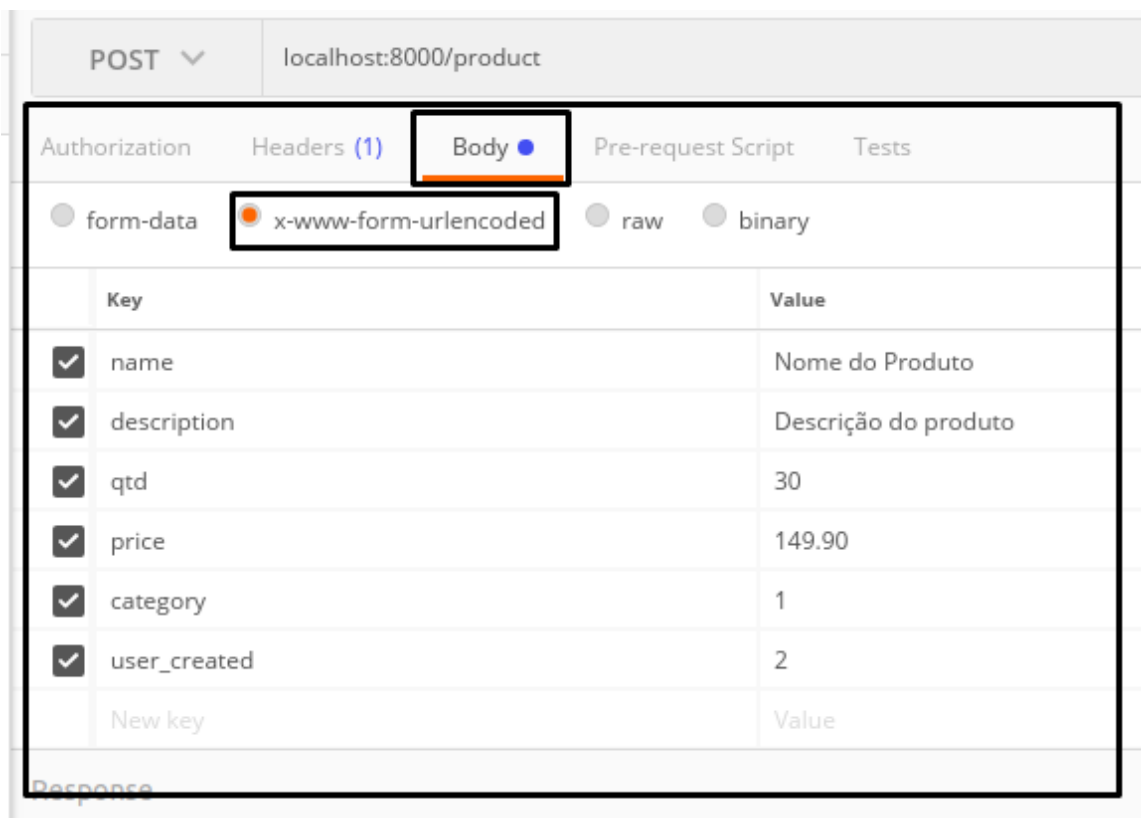 POST localhost:8000/product
Authorization Headers (1) Body Pre-request Script Tests
form-data x-www-form-urlencoded raw binary
Key Value
name Nome do Produto
description Descrição do produto
qtd 30
price 149.90
category 1
user_created 2
New key Value
Response